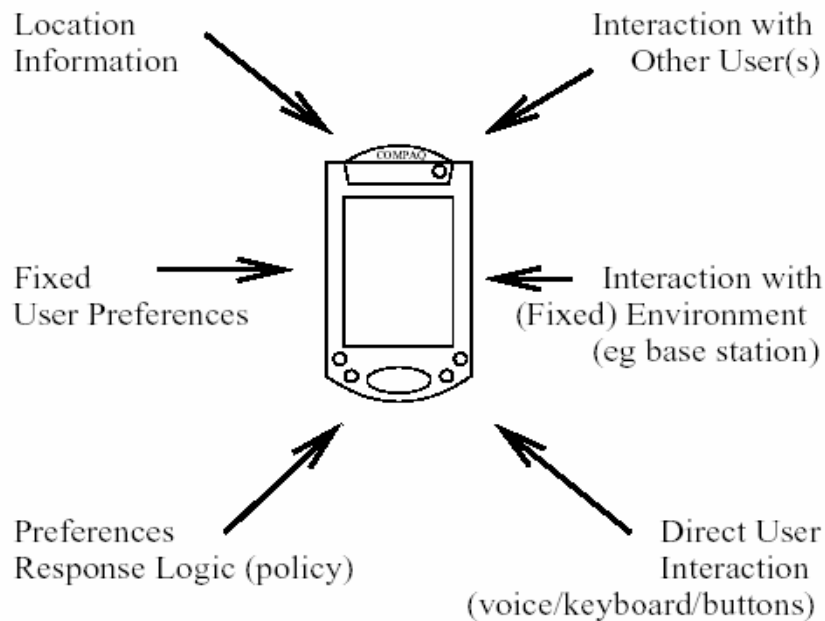 Location
Information
Interaction with
Other User(s)
COMPAQ
Fixed
User Preferences
Interaction with
(Fixed) Environment
(eg base station)
Preferences
Response Logic (policy)
Direct User
Interaction
(voice/keyboard/buttons)